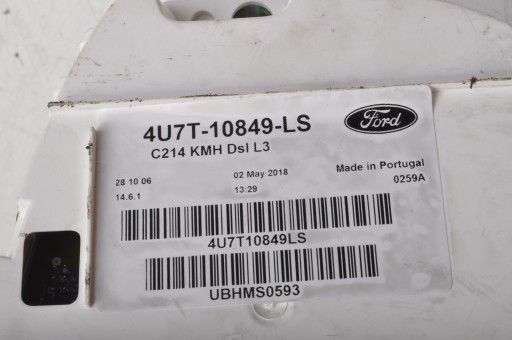 4U7T-10849-LS
Ford
C214 KMH Dsl L3
28 10 06 02 May 2018 Made in Portugal
14.6.1 13:29 0259A
4U7T10849LS
UBHMS0593